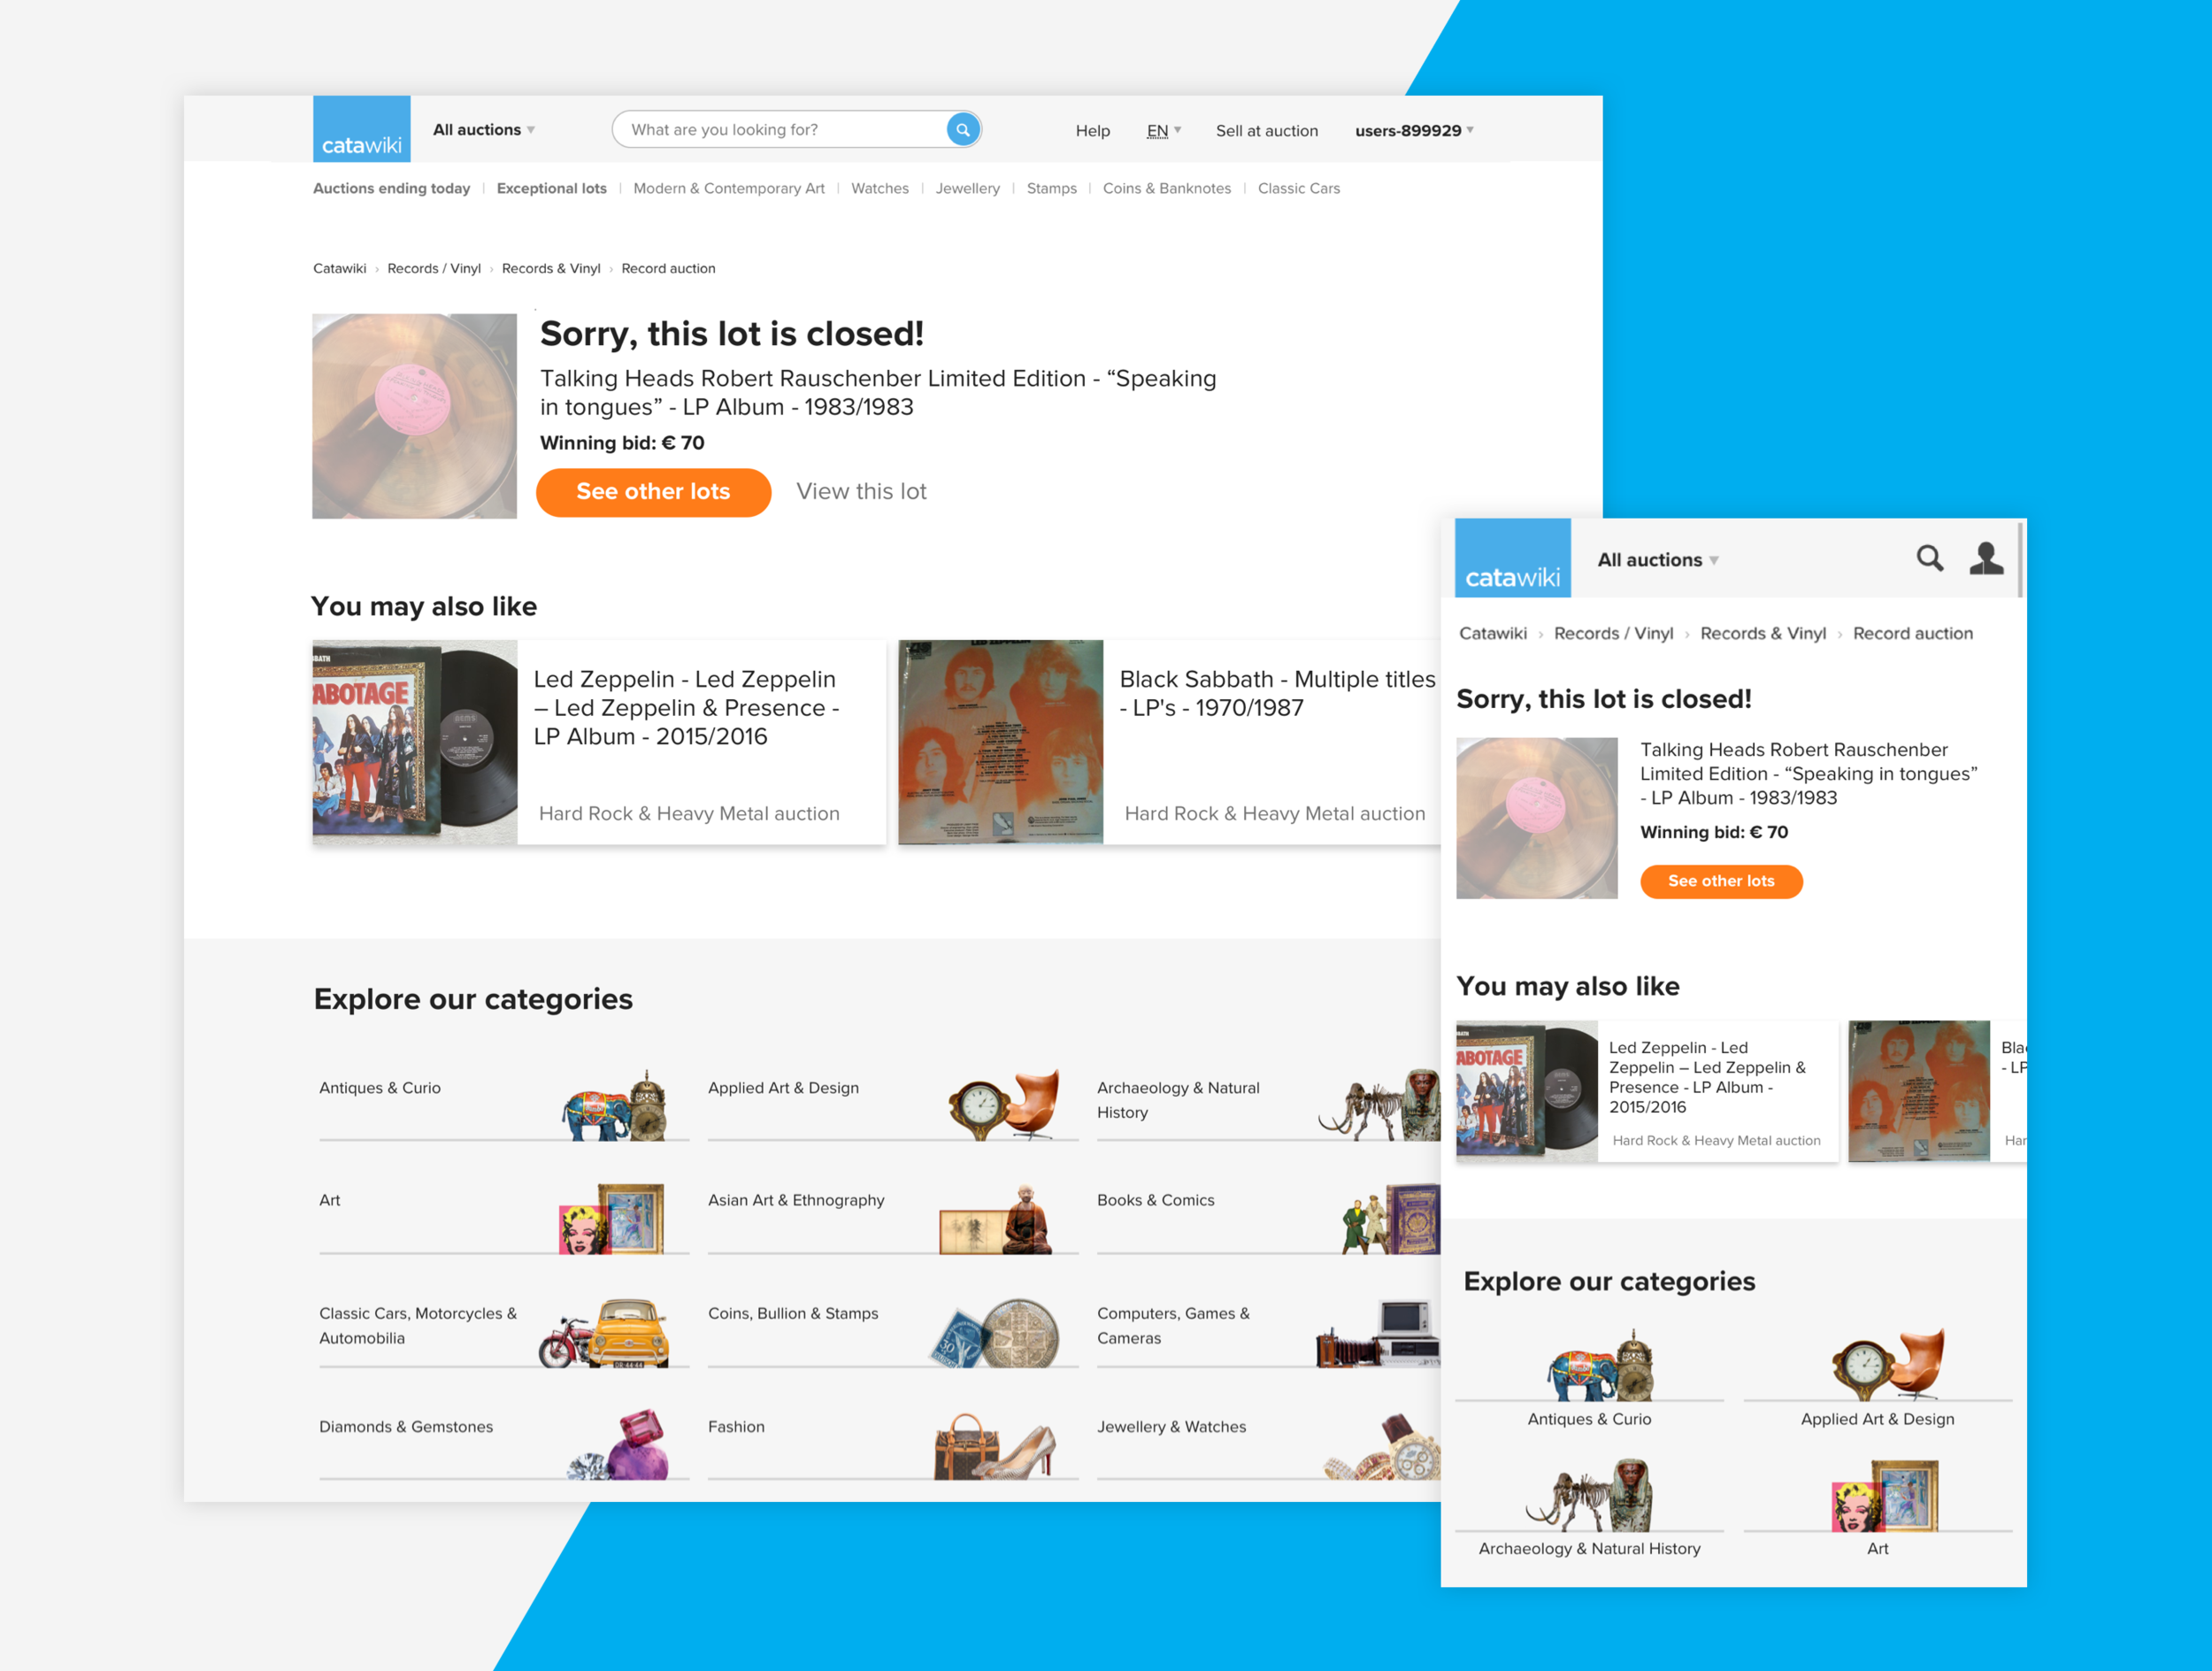 catawiki
All auctions
What are you looking for?
Help
EN
Sell at auction
users-899929
Auctions ending today | Exceptional lots | Modern & Contemporary Art | Watches | Jewellery | Stamps | Coins & Banknotes | Classic Cars
Catawiki › Records / Vinyl › Records & Vinyl › Record auction
Sorry, this lot is closed!
Talking Heads Robert Rauschenber Limited Edition - “Speaking
in tongues” - LP Album - 1983/1983
Winning bid: € 70
See other lots
View this lot
You may also like
ABOTAGE
Led Zeppelin - Led Zeppelin
– Led Zeppelin & Presence -
LP Album - 2015/2016
Hard Rock & Heavy Metal auction
LED ZEPPELIN
Black Sabbath - Multiple titles
- LP's - 1970/1987
Hard Rock & Heavy Metal auction
Explore our categories
Antiques & Curio
Applied Art & Design
Archaeology & Natural
History
Art
Asian Art & Ethnography
Books & Comics
Classic Cars, Motorcycles &
Automobilia
Coins, Bullion & Stamps
Computers, Games &
Cameras
Diamonds & Gemstones
Fashion
Jewellery & Watches
catawiki
All auctions
Catawiki › Records / Vinyl › Records & Vinyl › Record auction
Sorry, this lot is closed!
Talking Heads Robert Rauschenber
Limited Edition - “Speaking in tongues”
- LP Album - 1983/1983
Winning bid: € 70
See other lots
You may also like
ABOTAGE
Led Zeppelin - Led
Zeppelin – Led Zeppelin &
Presence - LP Album -
2015/2016
Hard Rock & Heavy Metal auction
Bla
- LP
Har
Explore our categories
Antiques & Curio
Applied Art & Design
Archaeology & Natural History
Art